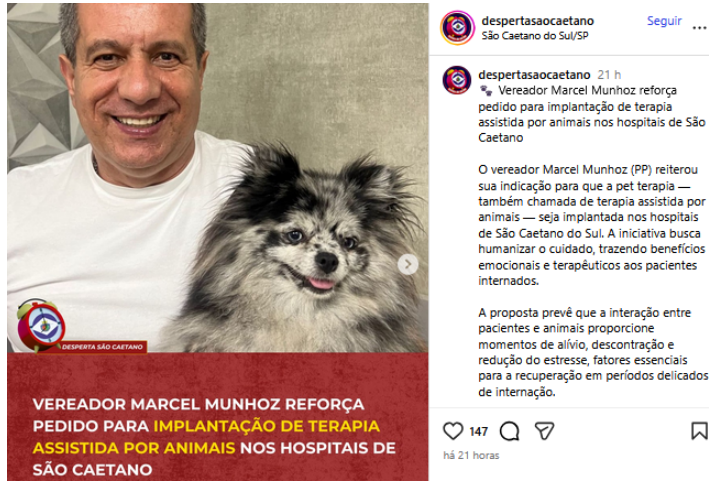 DESPERTA SÃO CAETANO
VEREADOR MARCEL MUNHOZ REFORÇA
PEDIDO PARA IMPLANTAÇÃO DE TERAPIA
ASSISTIDA POR ANIMAIS NOS HOSPITAIS DE
SÃO CAETANO
despertasaocaetano
Seguir
São Caetano do Sul/SP
despertasaocaetano 21 h
🐾 Vereador Marcel Munhoz reforça
pedido para implantação de terapia
assistida por animais nos hospitais de São
Caetano
O vereador Marcel Munhoz (PP) reiterou
sua indicação para que a pet terapia —
também chamada de terapia assistida por
animais — seja implantada nos hospitais
de São Caetano do Sul. A iniciativa busca
humanizar o cuidado, trazendo benefícios
emocionais e terapêuticos aos pacientes
internados.
A proposta prevê que a interação entre
pacientes e animais proporcione
momentos de alívio, descontração e
redução do estresse, fatores essenciais
para a recuperação em períodos delicados
de internação.
147
há 21 horas